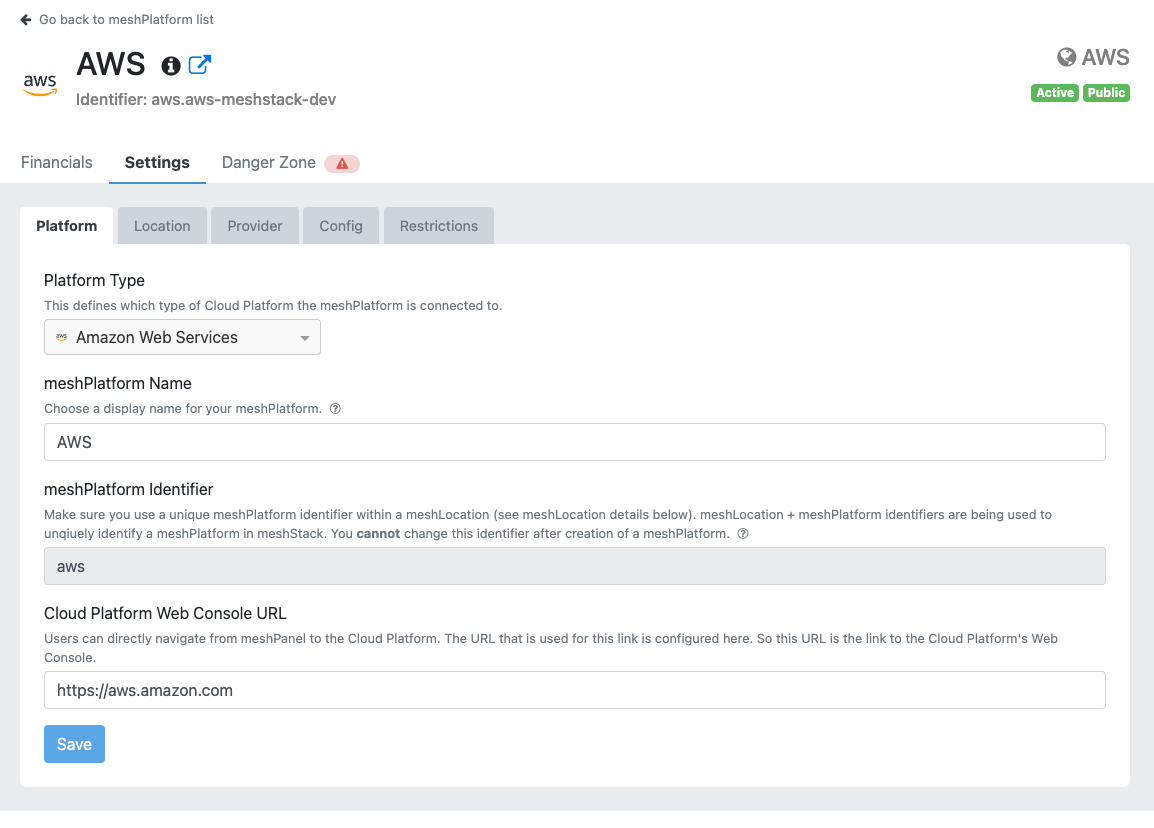 Go back to meshPlatform list
aws
AWS
AWS
Identifier: aws.aws-meshstack-dev
Active Public
Financials Settings Danger Zone
Platform Location Provider Config Restrictions
Platform Type
This defines which type of Cloud Platform the meshPlatform is connected to.
aws Amazon Web Services
meshPlatform Name
Choose a display name for your meshPlatform.
AWS
meshPlatform Identifier
Make sure you use a unique meshPlatform identifier within a meshLocation (see meshLocation details below). meshLocation + meshPlatform identifiers are being used to
unqiuely identify a meshPlatform in meshStack. You cannot change this identifier after creation of a meshPlatform.
aws
Cloud Platform Web Console URL
Users can directly navigate from meshPanel to the Cloud Platform. The URL that is used for this link is configured here. So this URL is the link to the Cloud Platform's Web
Console.
https://aws.amazon.com
Save